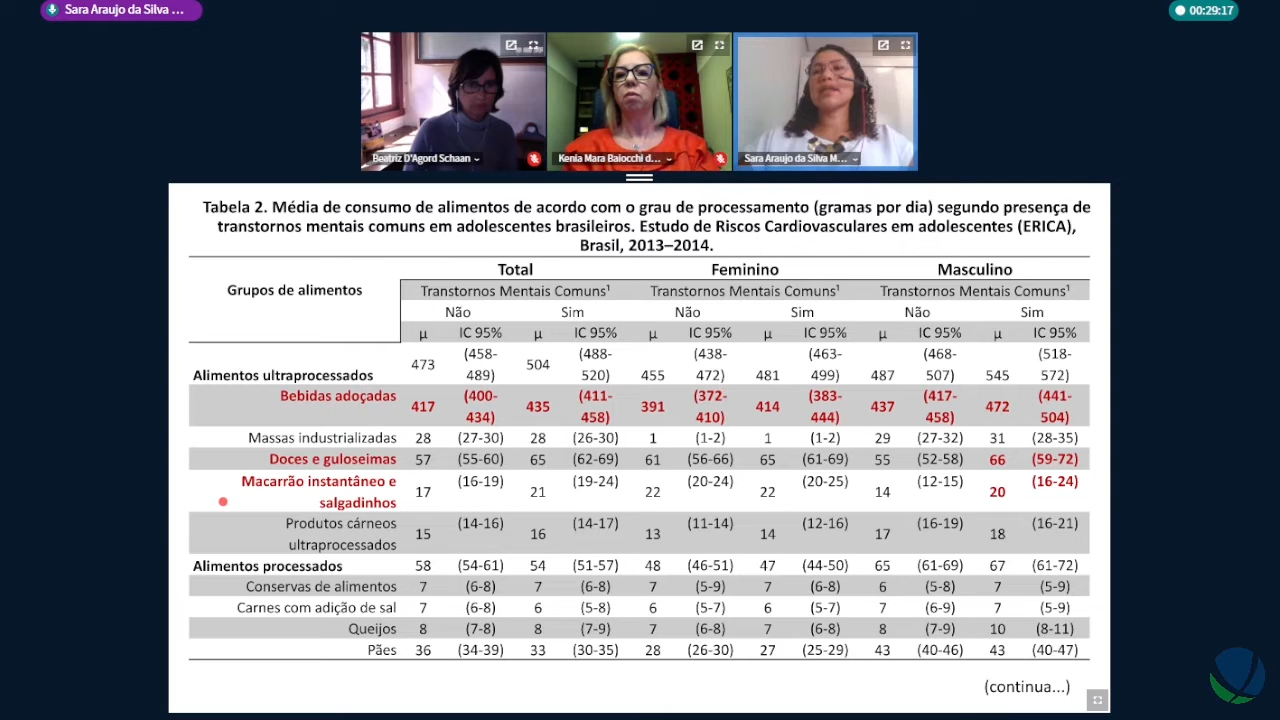 Sara Araujo da Silva ...
00:29:17
Beatriz D'Agord Schaan
Kenia Mara Baiocchi d...
Sara Araujo da Silva M...
Tabela 2. Média de consumo de alimentos de acordo com o grau de processamento (gramas por dia) segundo presença de
transtornos mentais comuns em adolescentes brasileiros. Estudo de Riscos Cardiovasculares em adolescentes (ERICA),
Brasil, 2013–2014.
Grupos de alimentos
Total Feminino Masculino
Transtornos Mentais Comuns¹ Transtornos Mentais Comuns¹ Transtornos Mentais Comuns¹
Não Sim Não Sim Não Sim
μ IC 95% μ IC 95% μ IC 95% μ IC 95% μ IC 95% μ IC 95%
Alimentos ultraprocessados 473 (458-489) 504 (488-520) 455 (438-472) 481 (463-499) 487 (468-507) 545 (518-572)
Bebidas adoçadas 417 (400-434) 435 (411-458) 391 (372-410) 414 (383-444) 437 (417-458) 472 (441-504)
Massas industrializadas 28 (27-30) 28 (26-30) 1 (1-2) 1 (1-2) 29 (27-32) 31 (28-35)
Doces e guloseimas 57 (55-60) 65 (62-69) 61 (56-66) 65 (61-69) 55 (52-58) 66 (59-72)
Macarrão instantâneo e salgadinhos 17 (16-19) 21 (19-24) 22 (20-24) 22 (20-25) 14 (12-15) 20 (16-24)
Produtos cárneos ultraprocessados 15 (14-16) 16 (14-17) 13 (11-14) 14 (12-16) 17 (16-19) 18 (16-21)
Alimentos processados 58 (54-61) 54 (51-57) 48 (46-51) 47 (44-50) 65 (61-69) 67 (61-72)
Conservas de alimentos 7 (6-8) 7 (6-8) 7 (5-9) 7 (6-8) 6 (5-8) 7 (5-9)
Carnes com adição de sal 7 (6-8) 6 (5-8) 6 (5-7) 6 (5-7) 7 (6-9) 7 (5-9)
Queijos 8 (7-8) 8 (7-9) 7 (6-8) 7 (6-8) 8 (7-9) 10 (8-11)
Pães 36 (34-39) 33 (30-35) 28 (26-30) 27 (25-29) 43 (40-46) 43 (40-47)
(continua...)